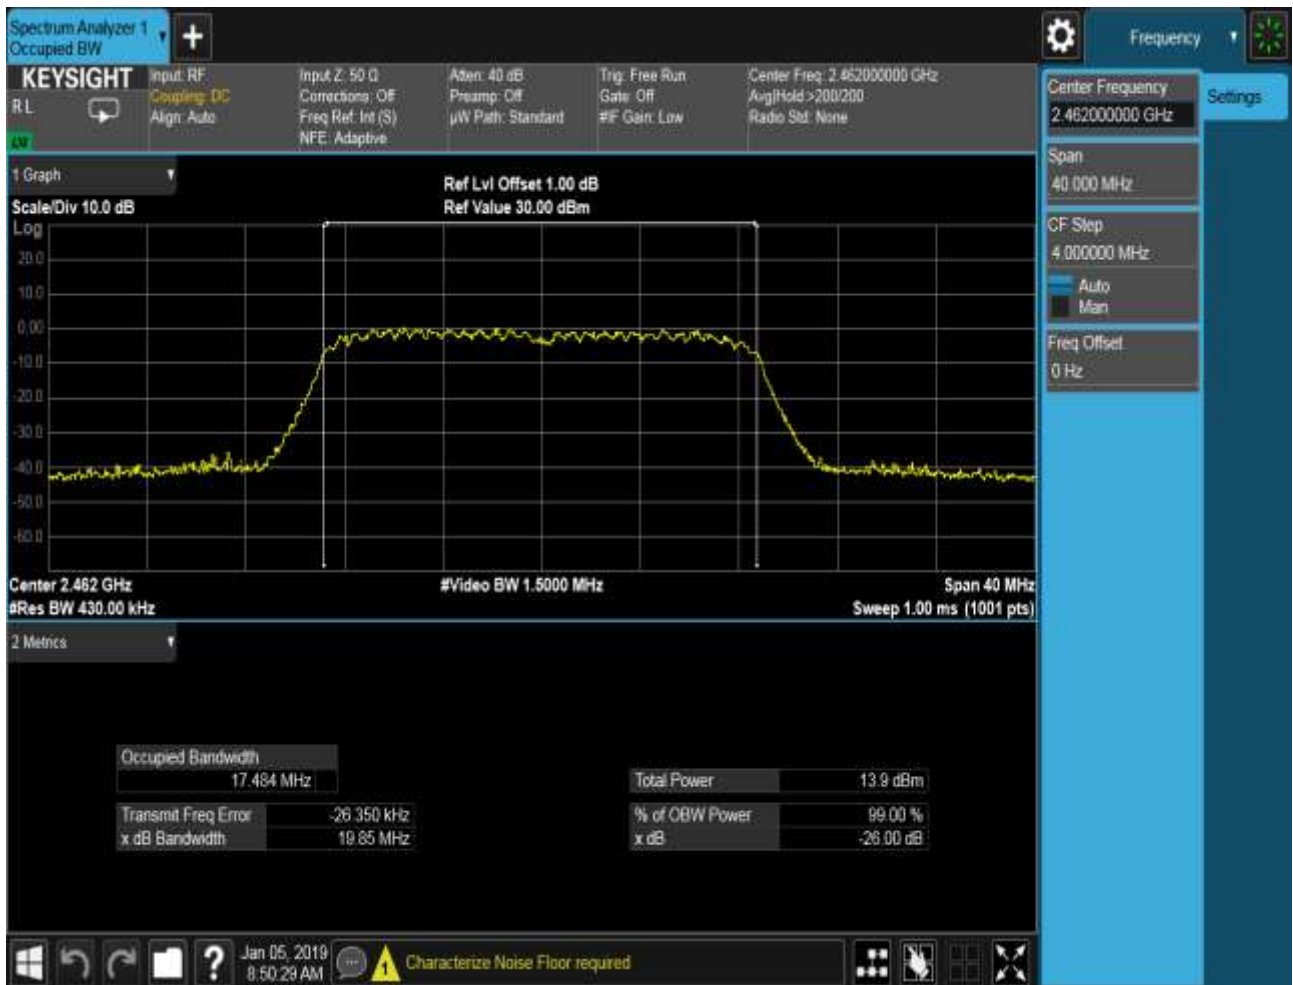 Spectrum Analyzer 1
Occupied BW
+
Frequency
KEYSIGHT
R L
Input: RF
Coupling: DC
Align: Auto
Input Z: 50 Ω
Corrections: Off
Freq Ref: Int (S)
NFE: Adaptive
Atten: 40 dB
Preamp: Off
µW Path: Standard
Trig: Free Run
Gate: Off
#IF Gain: Low
Center Freq: 2.462000000 GHz
Avg|Hold >200/200
Radio Std: None
Center Frequency
2.462000000 GHz
Settings
Span
40.000 MHz
CF Step
4.000000 MHz
Auto
Man
Freq Offset
0 Hz
1 Graph
Scale/Div 10.0 dB
Ref Lvl Offset 1.00 dB
Ref Value 30.00 dBm
Log
20.0
10.0
0.00
-10.0
-20.0
-30.0
-40.0
-50.0
-60.0
Center 2.462 GHz
#Video BW 1.5000 MHz
Span 40 MHz
#Res BW 430.00 kHz
Sweep 1.00 ms (1001 pts)
2 Metrics
Occupied Bandwidth
17.484 MHz
Total Power 13.9 dBm
Transmit Freq Error -26.350 kHz
% of OBW Power 99.00 %
x dB Bandwidth 19.85 MHz
x dB -26.00 dB
?
Jan 05, 2019
8:50:29 AM
1
Characterize Noise Floor required